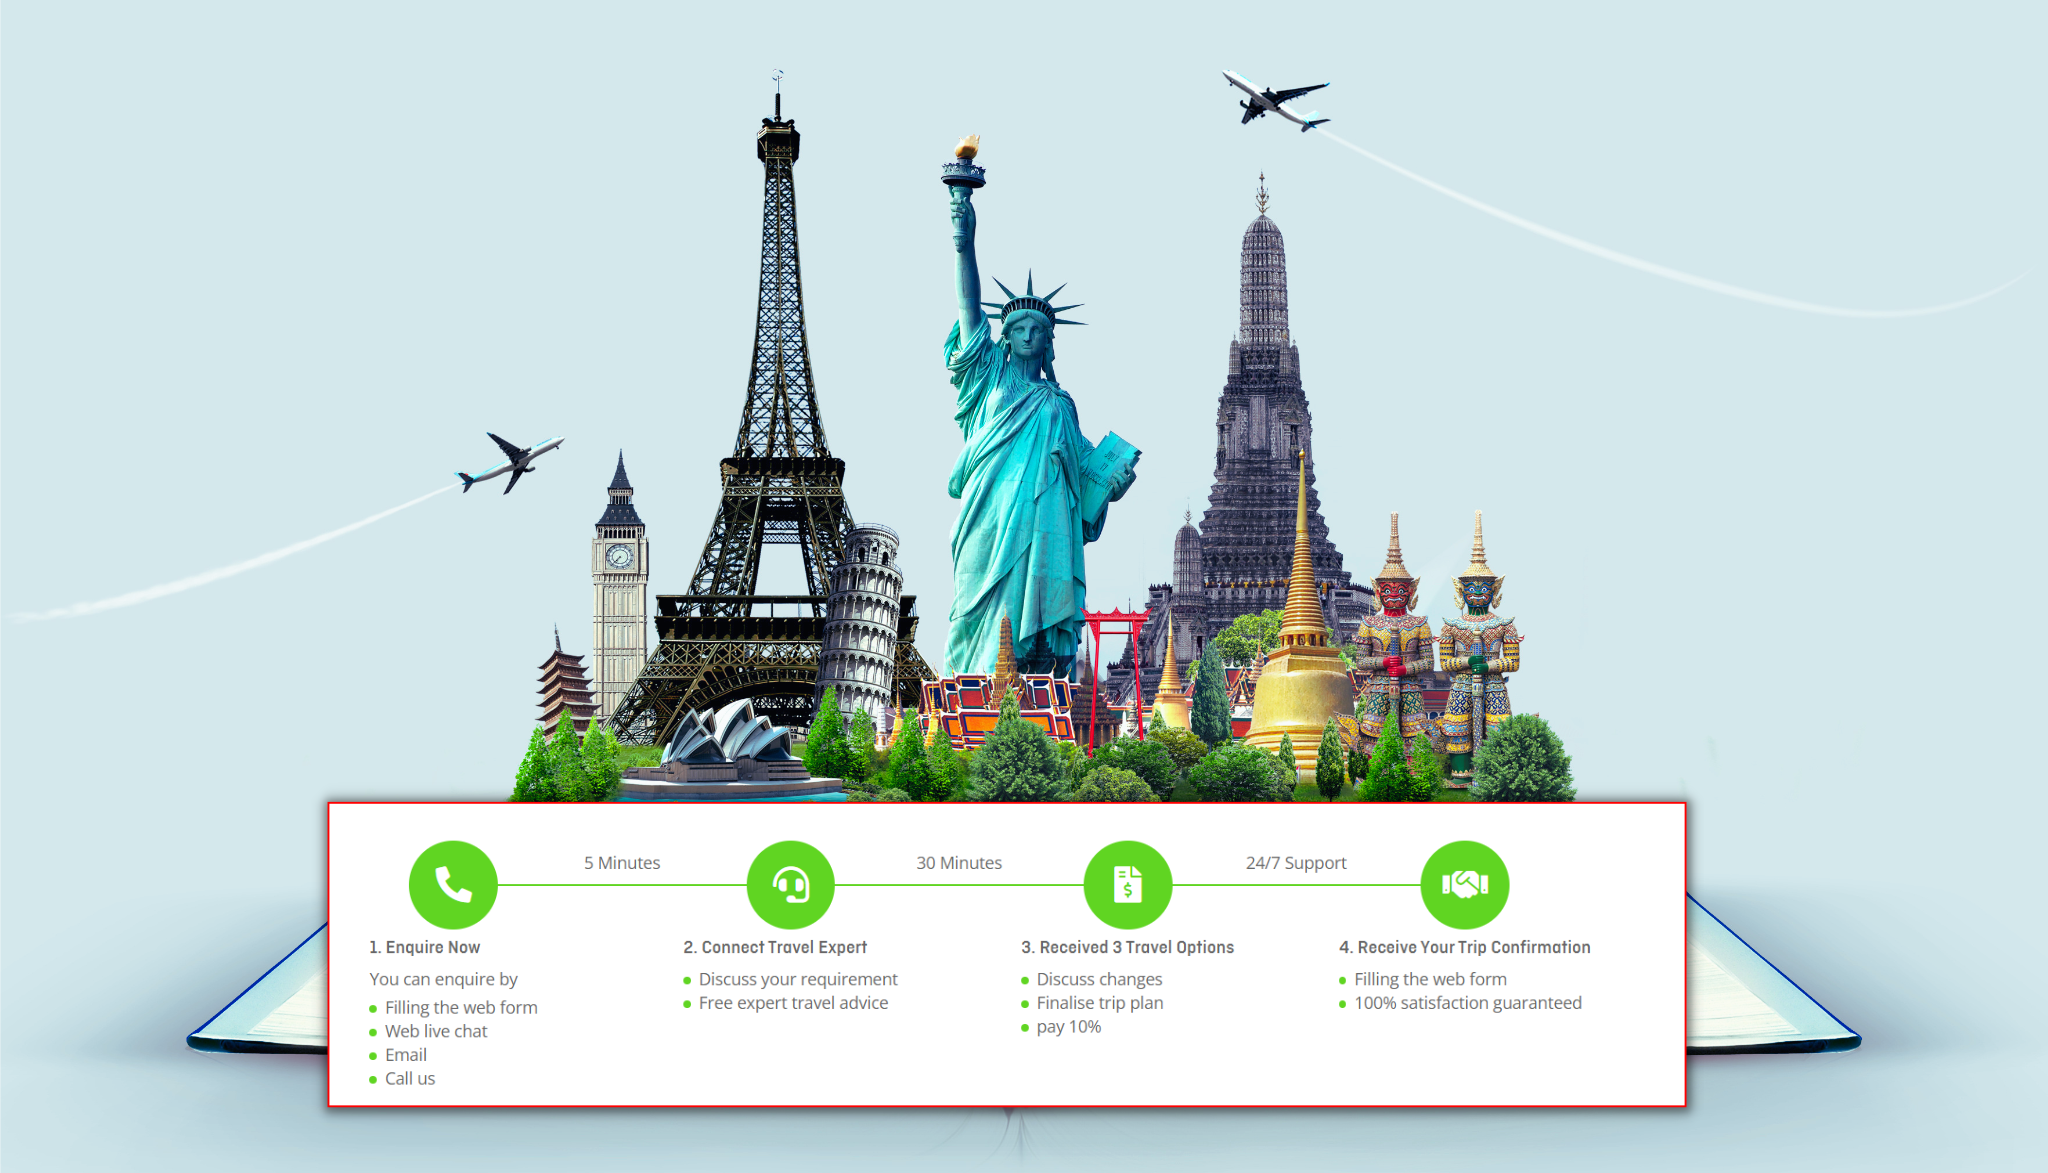 5 Minutes
30 Minutes
24/7 Support
1. Enquire Now
You can enquire by
Filling the web form
Web live chat
Email
Call us
2. Connect Travel Expert
Discuss your requirement
Free expert travel advice
3. Received 3 Travel Options
Discuss changes
Finalise trip plan
pay 10%
4. Receive Your Trip Confirmation
Filling the web form
100% satisfaction guaranteed